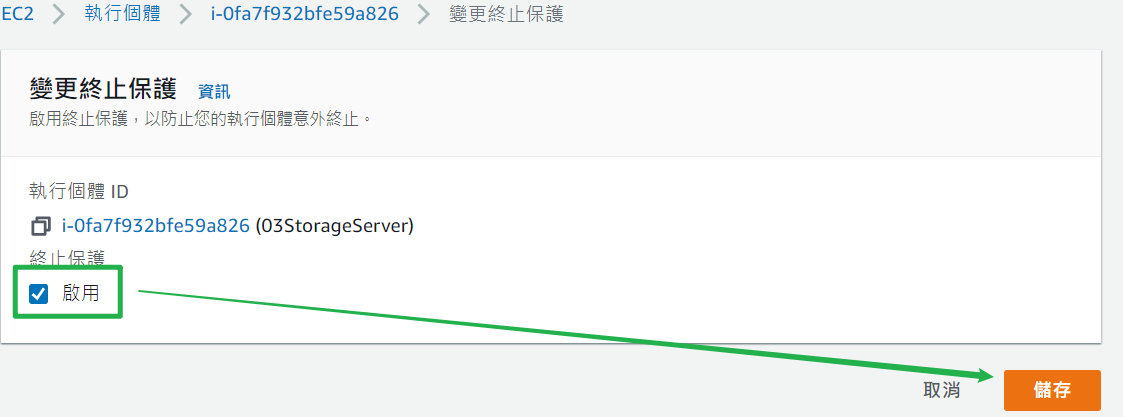 EC2 > 執行個體 > i-0fa7f932bfe59a826 > 變更終止保護
變更終止保護 資訊
啟用終止保護，以防止您的執行個體意外終止。
執行個體 ID
i-0fa7f932bfe59a826 (03StorageServer)
終止保護
啟用
取消 儲存